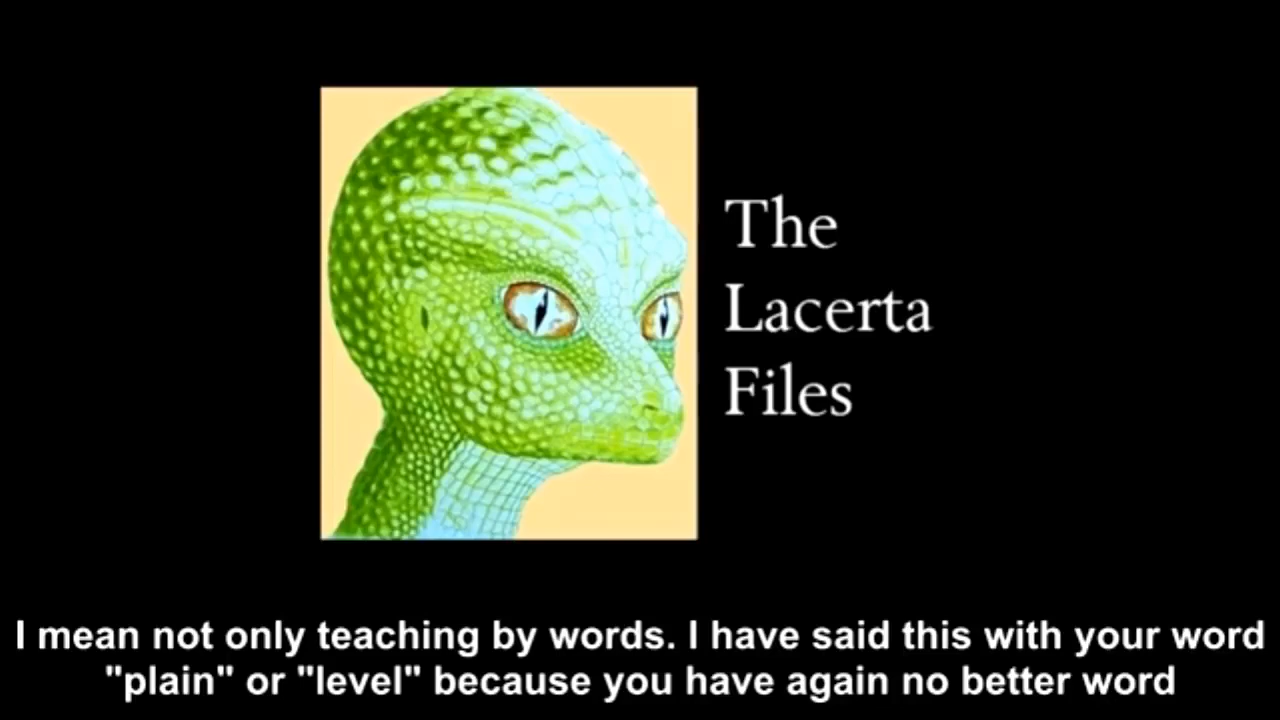 The
Lacerta
Files
I mean not only teaching by words. I have said this with your word
"plain" or "level" because you have again no better word